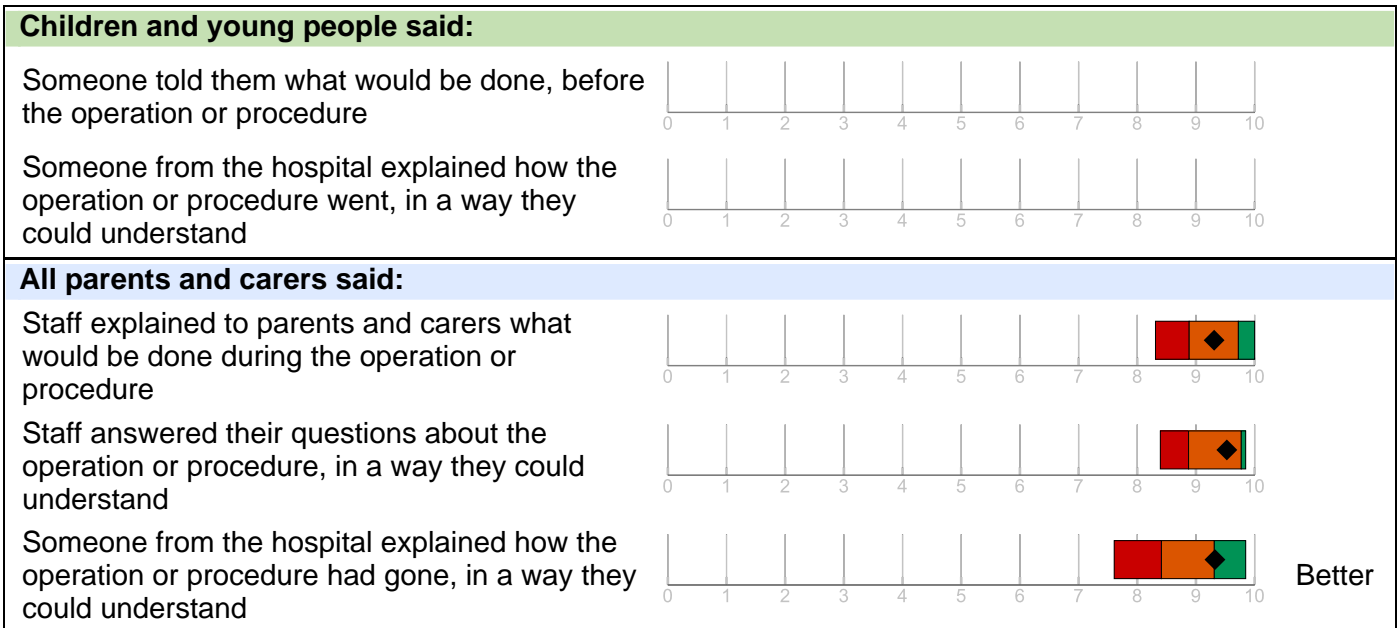 Children and young people said:
Someone told them what would be done, before
the operation or procedure
0 1 2 3 4 5 6 7 8 9 10
Someone from the hospital explained how the
operation or procedure went, in a way they
could understand
0 1 2 3 4 5 6 7 8 9 10
All parents and carers said:
Staff explained to parents and carers what
would be done during the operation or
procedure
0 1 2 3 4 5 6 7 8 9 10
Staff answered their questions about the
operation or procedure, in a way they could
understand
0 1 2 3 4 5 6 7 8 9 10
Someone from the hospital explained how the
operation or procedure had gone, in a way they
could understand
0 1 2 3 4 5 6 7 8 9 10
Better